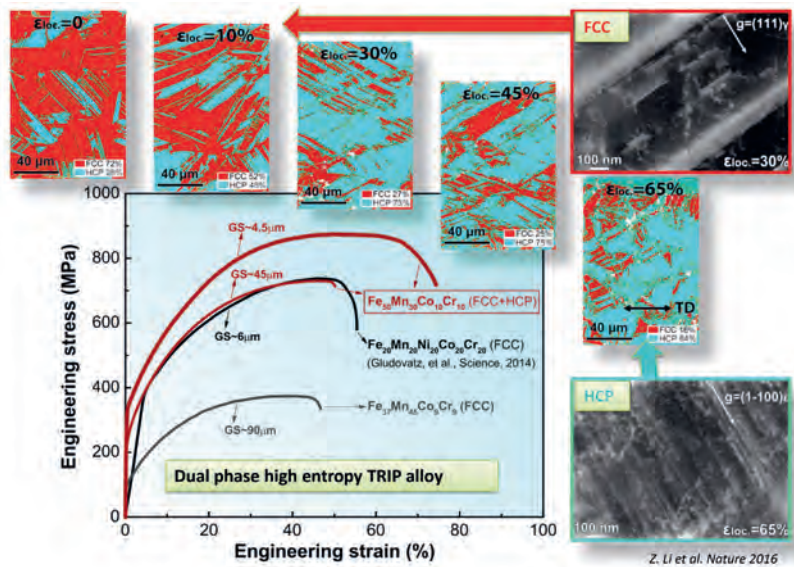 εloc.=0
εloc.=10%
εloc.=30%
εloc.=45%
εloc.=65%
40 μm
FCC 72%
HCP 28%
40 μm
FCC 52%
HCP 48%
40 μm
FCC 27%
HCP 73%
40 μm
FCC 25%
HCP 75%
40 μm
FCC 16%
HCP 84%
TD
FCC
g=(111)γ
100 nm
εloc.=30%
HCP
g=(1-100)ε
100 nm
εloc.=65%
1000
800
600
400
200
0
Engineering stress (MPa)
GS~4.5μm
GS~45μm
GS~6μm
GS~90μm
Fe50Mn30Co10Cr10 (FCC+HCP)
Fe20Mn20Ni20Co20Cr20 (FCC)
(Gludovatz, et al., Science, 2014)
Fe37Mn45Co9Cr9 (FCC)
Dual phase high entropy TRIP alloy
0 20 40 60 80 100
Engineering strain (%)
Z. Li et al. Nature 2016